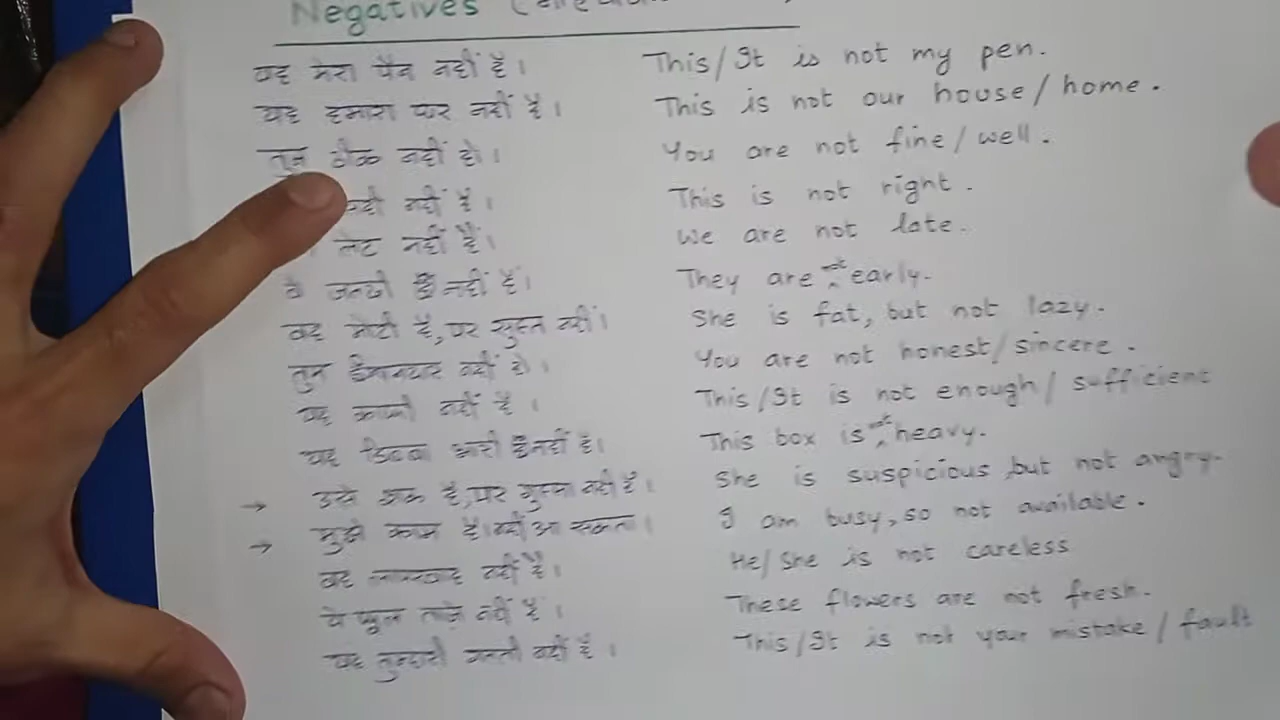 Negatives
यह मेरा पैन नहीं है। This/It is not my pen.
यह हमारा घर नहीं है। This is not our house/home.
तुम ठीक नहीं हो। You are not fine/well.
सही नहीं है। This is not right.
लेट नहीं हैं। We are not late.
वे जल्दी नहीं हैं। They are not early.
वह मोटी है, पर सुस्त नहीं। She is fat, but not lazy.
तुम ईमानदार नहीं हो। You are not honest/sincere.
यह काफी नहीं है। This/It is not enough/sufficient
यह डिब्बा भारी नहीं है। This box is not heavy.
→ उसे शक है, पर गुस्सा नहीं है। She is suspicious, but not angry.
→ मुझे काम है। नहीं आ सकता। I am busy, so not available.
वह लापरवाह नहीं है। He/She is not careless
ये फूल ताज़े नहीं हैं। These flowers are not fresh.
यह तुम्हारी गलती नहीं है। This/It is not your mistake/fault